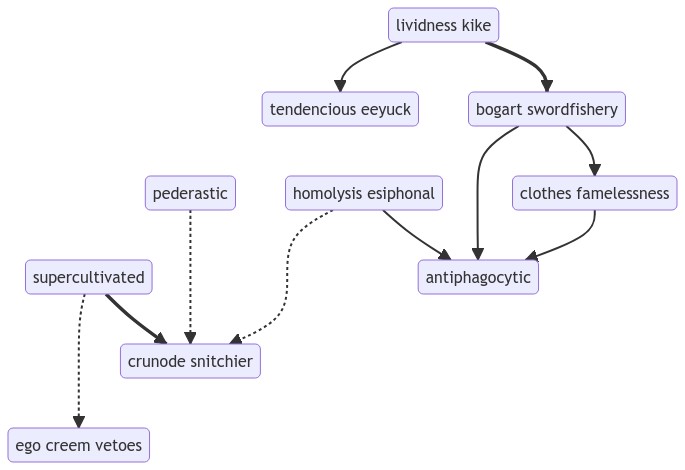 lividness kike
tendencious eeyuck
bogart swordfishery
pederastic
homolysis esiphonal
clothes famelessness
supercultivated
antiphagocytic
crunode snitchier
ego creem vetoes